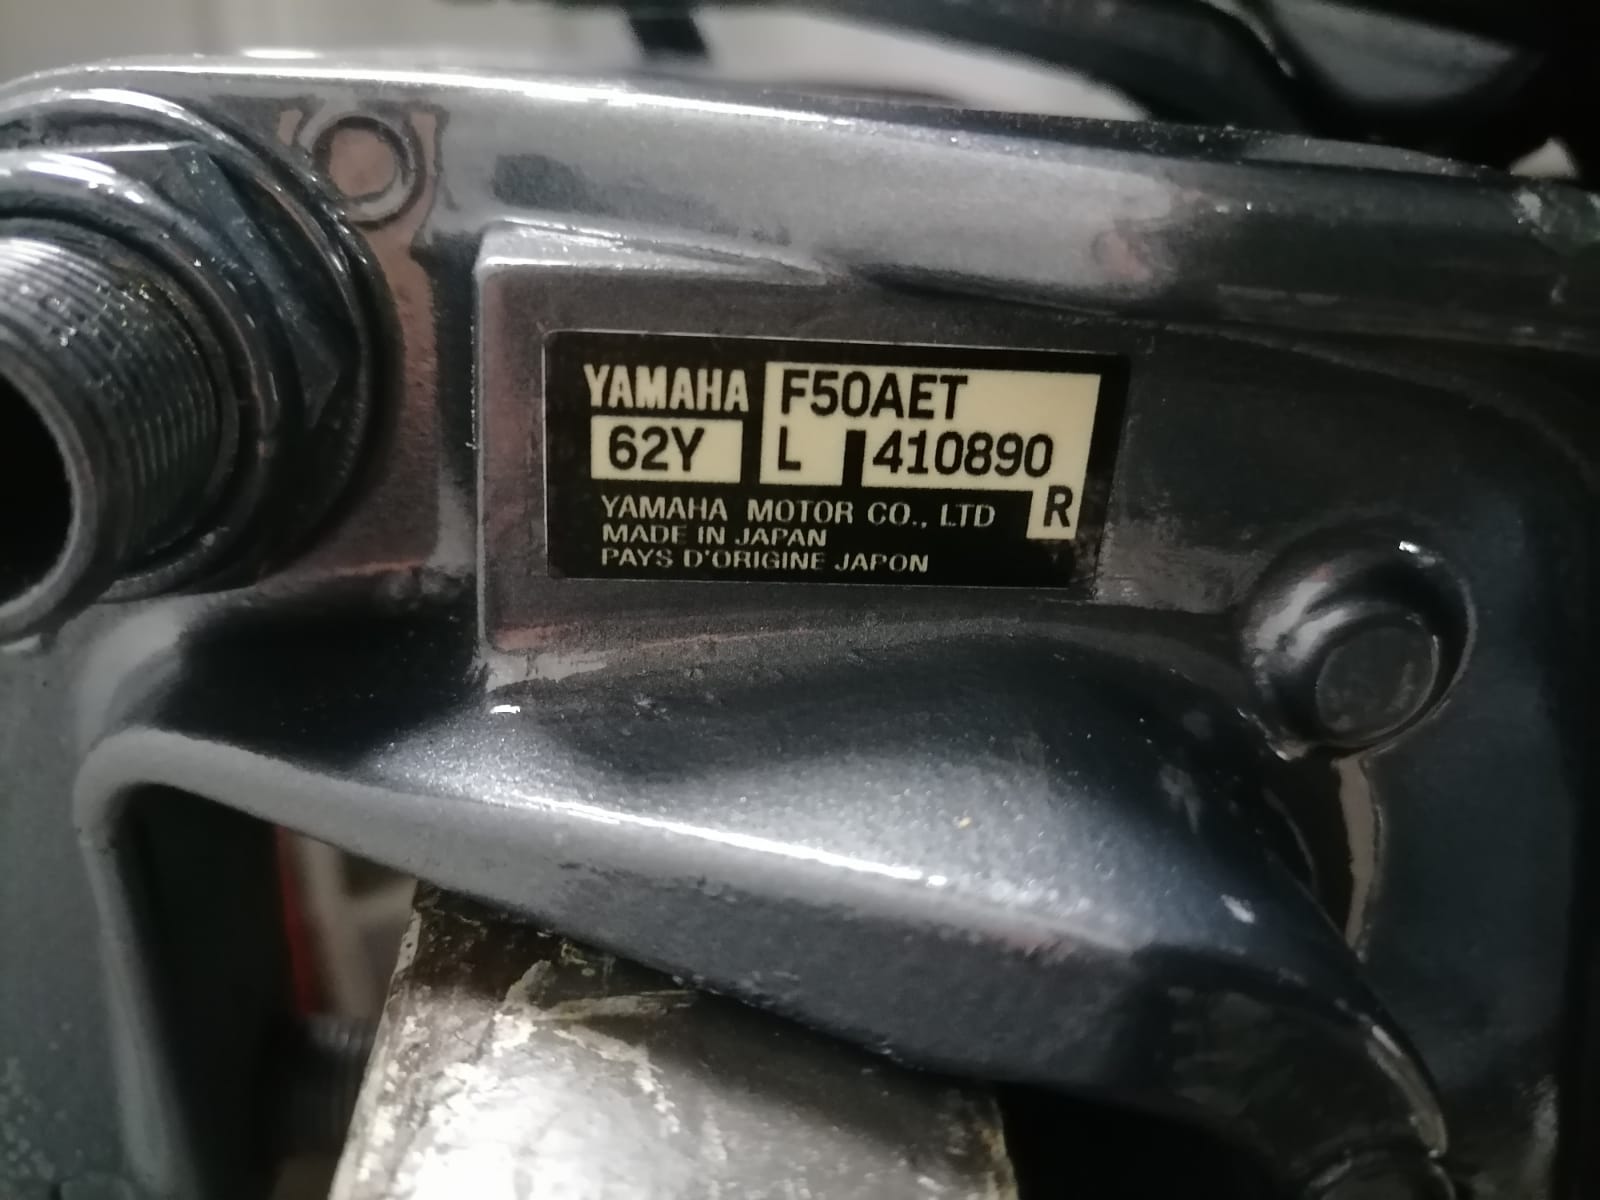 YAMAHA F50AET
62Y L 410890
R
YAMAHA MOTOR CO., LTD
MADE IN JAPAN
PAYS D'ORIGINE JAPON